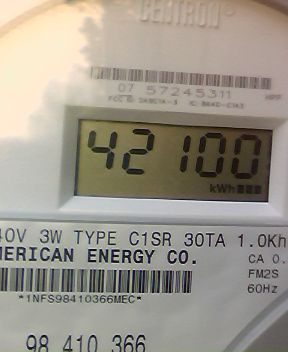 CENTRON®
07 57245311
42100
kWh
40V 3W TYPE C1SR 30TA 1.0Kh
MERICAN ENERGY CO.
CA 0.
FM2S
60Hz
*1NFS98410366MEC*
98 410 366